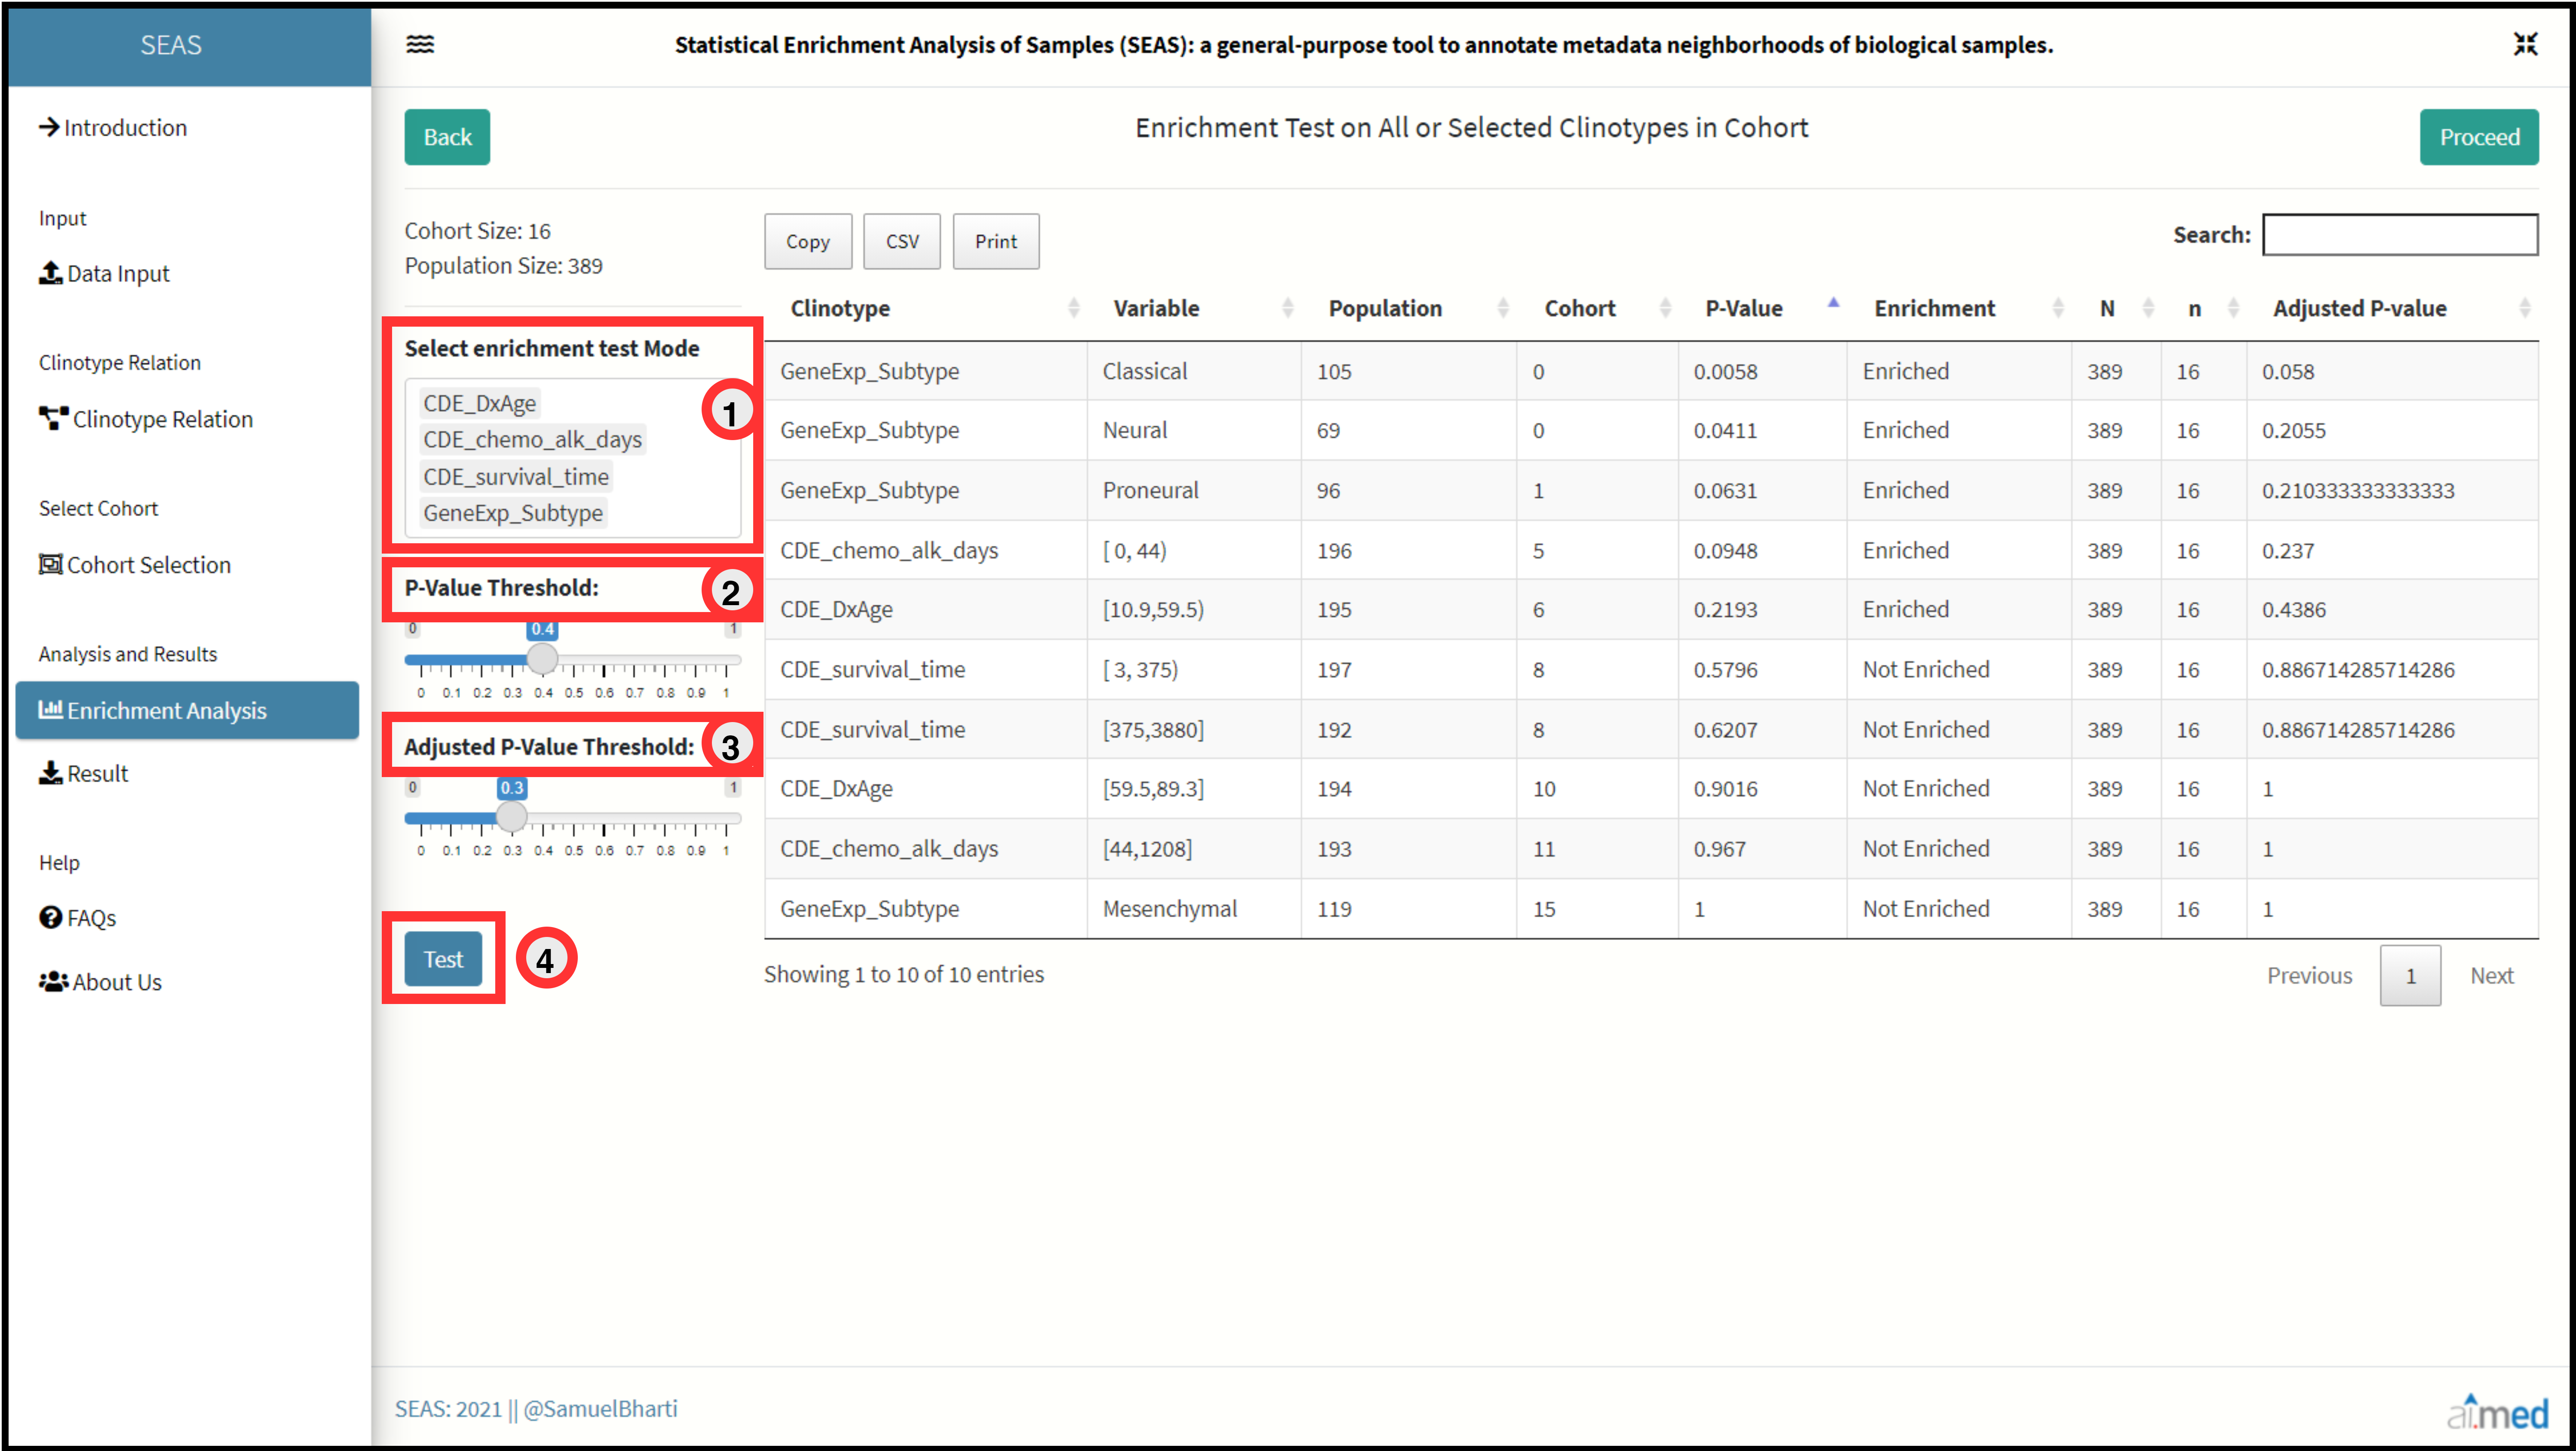 SEAS
Statistical Enrichment Analysis of Samples (SEAS): a general-purpose tool to annotate metadata neighborhoods of biological samples.
Introduction
Input
Data Input
Clinotype Relation
Clinotype Relation
Select Cohort
Cohort Selection
Analysis and Results
Enrichment Analysis
Result
Help
FAQs
About Us
Back
Enrichment Test on All or Selected Clinotypes in Cohort
Proceed
Cohort Size: 16
Population Size: 389
Select enrichment test Mode
CDE_DxAge
CDE_chemo_alk_days
CDE_survival_time
GeneExp_Subtype
1
P-Value Threshold:
2
0 0.4 1
0 0.1 0.2 0.3 0.4 0.5 0.6 0.7 0.8 0.9 1
Adjusted P-Value Threshold:
3
0 0.3 1
0 0.1 0.2 0.3 0.4 0.5 0.6 0.7 0.8 0.9 1
Test
4
Copy CSV Print
Search:
Clinotype Variable Population Cohort P-Value Enrichment N n Adjusted P-value
GeneExp_Subtype Classical 105 0 0.0058 Enriched 389 16 0.058
GeneExp_Subtype Neural 69 0 0.0411 Enriched 389 16 0.2055
GeneExp_Subtype Proneural 96 1 0.0631 Enriched 389 16 0.210333333333333
CDE_chemo_alk_days [ 0, 44) 196 5 0.0948 Enriched 389 16 0.237
CDE_DxAge [10.9,59.5) 195 6 0.2193 Enriched 389 16 0.4386
CDE_survival_time [ 3, 375) 197 8 0.5796 Not Enriched 389 16 0.886714285714286
CDE_survival_time [375,3880] 192 8 0.6207 Not Enriched 389 16 0.886714285714286
CDE_DxAge [59.5,89.3] 194 10 0.9016 Not Enriched 389 16 1
CDE_chemo_alk_days [44,1208] 193 11 0.967 Not Enriched 389 16 1
GeneExp_Subtype Mesenchymal 119 15 1 Not Enriched 389 16 1
Showing 1 to 10 of 10 entries
Previous 1 Next
SEAS: 2021 || @SamuelBharti
ai.med